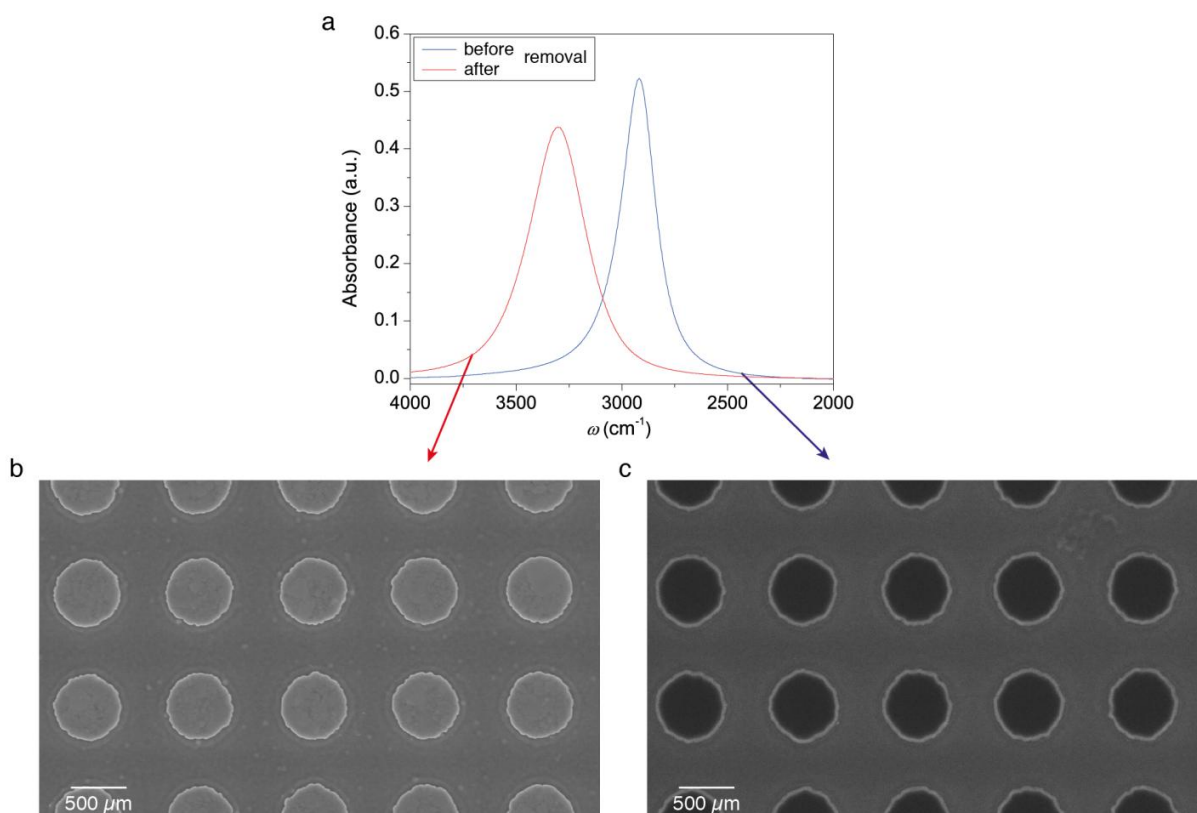 a
0.6
before removal
after
0.5
0.4
0.3
0.2
0.1
0.0
Absorbance (a.u.)
4000 3500 3000 2500 2000
ω (cm⁻¹)
b
c
500 μm
500 μm